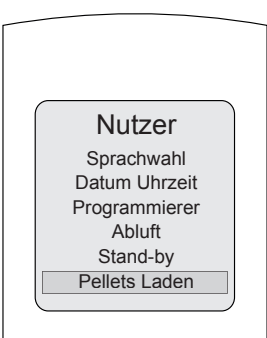 Nutzer
Sprachwahl
Datum Uhrzeit
Programmierer
Abluft
Stand-by
Pellets Laden